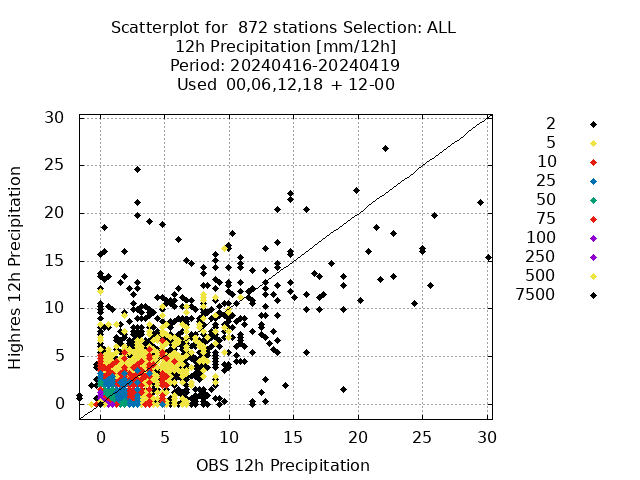 Scatterplot for  872 stations Selection: ALL
12h Precipitation [mm/12h]
Period: 20240416-20240419
Used  00,06,12,18 + 12-00
30
25
20
15
10
5
0
Highres 12h Precipitation
0 5 10 15 20 25 30
OBS 12h Precipitation
2
5
10
25
50
75
100
250
500
7500